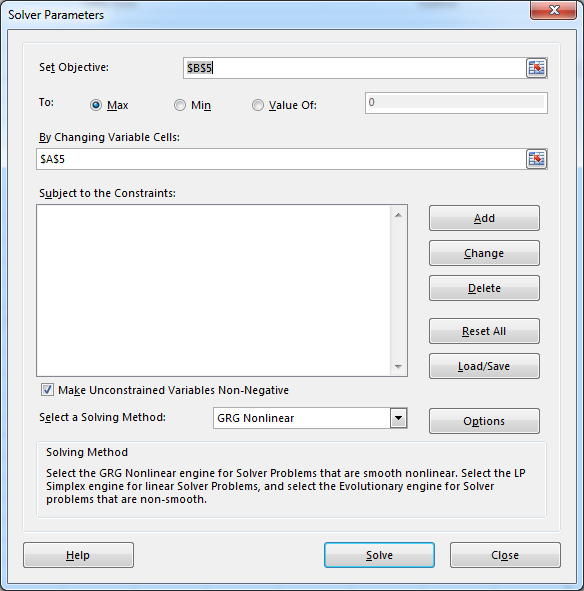 Solver Parameters
Set Objective:
$B$5
To:
Max
Min
Value Of:
0
By Changing Variable Cells:
$A$5
Subject to the Constraints:
Add
Change
Delete
Reset All
Load/Save
Make Unconstrained Variables Non-Negative
Select a Solving Method:
GRG Nonlinear
Options
Solving Method
Select the GRG Nonlinear engine for Solver Problems that are smooth nonlinear. Select the LP
Simplex engine for linear Solver Problems, and select the Evolutionary engine for Solver
problems that are non-smooth.
Help
Solve
Close